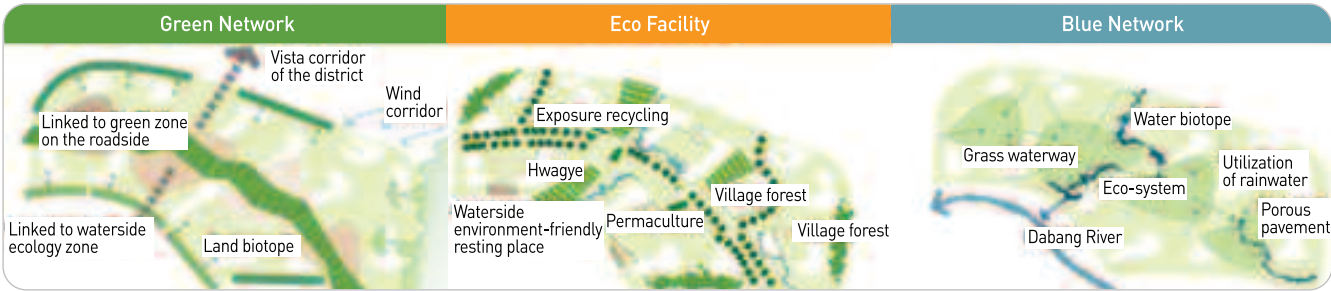 Green Network
Eco Facility
Blue Network
Vista corridor
of the district
Wind
corridor
Linked to green zone
on the roadside
Linked to waterside
ecology zone
Land biotope
Exposure recycling
Hwagye
Village forest
Waterside
environment-friendly
resting place
Permaculture
Village forest
Water biotope
Grass waterway
Utilization
of rainwater
Eco-system
Porous
pavement
Dabang River